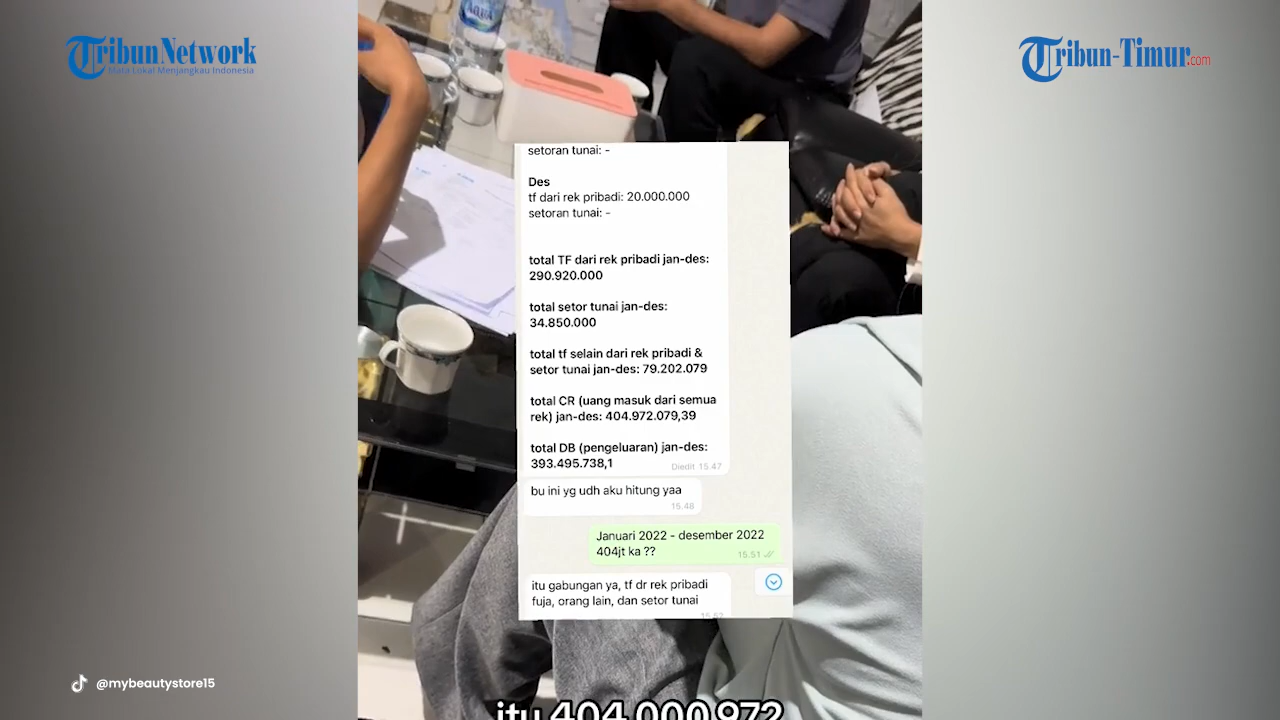 TribunNetwork
Mata Lokal Menjangkau Indonesia
Tribun-Timur.com
AQUA
setoran tunai: -
Des
tf dari rek pribadi: 20.000.000
setoran tunai: -
total TF dari rek pribadi jan-des:
290.920.000
total setor tunai jan-des:
34.850.000
total tf selain dari rek pribadi &
setor tunai jan-des: 79.202.079
total CR (uang masuk dari semua
rek) jan-des: 404.972.079,39
total DB (pengeluaran) jan-des:
393.495.738,1
Diedit 15.47
bu ini yg udh aku hitung yaa
15.48
Januari 2022 - desember 2022
404jt ka ??
15.51
itu gabungan ya, tf dr rek pribadi
fuja, orang lain, dan setor tunai
15.52
@mybeautystore15
itu 404.000.972